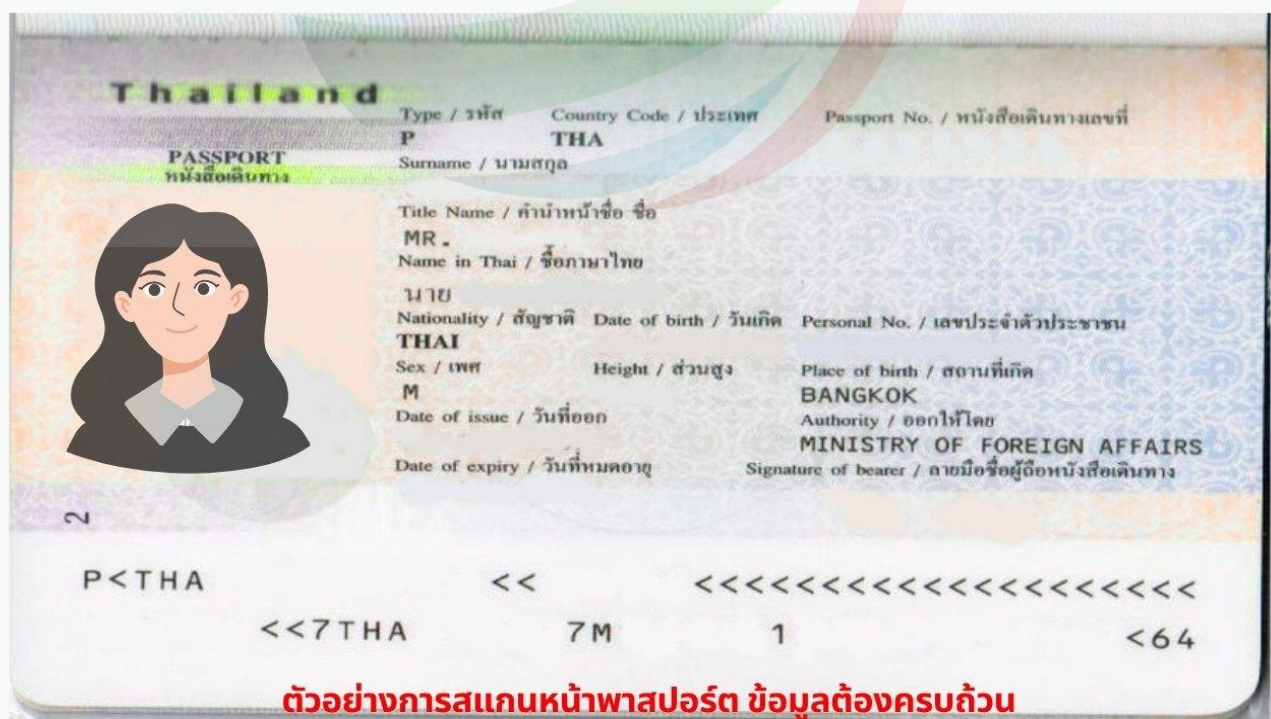 Thailand
PASSPORT
หนังสือเดินทาง
Type / รหัส Country Code / ประเทศ Passport No. / หนังสือเดินทางเลขที่
P THA
Surname / นามสกุล
Title Name / คำนำหน้าชื่อ ชื่อ
MR.
Name in Thai / ชื่อภาษาไทย
นาย
Nationality / สัญชาติ Date of birth / วันเกิด Personal No. / เลขประจำตัวประชาชน
THAI
Sex / เพศ Height / ส่วนสูง Place of birth / สถานที่เกิด
M BANGKOK
Date of issue / วันที่ออก Authority / ออกให้โดย
MINISTRY OF FOREIGN AFFAIRS
Date of expiry / วันที่หมดอายุ Signature of bearer / ลายมือชื่อผู้ถือหนังสือเดินทาง
2
P<THA << <<<<<<<<<<<<<<<<<<<<<
<<7THA 7M 1 <64
ตัวอย่างการสแกนหน้าพาสปอร์ต ข้อมูลต้องครบถ้วน